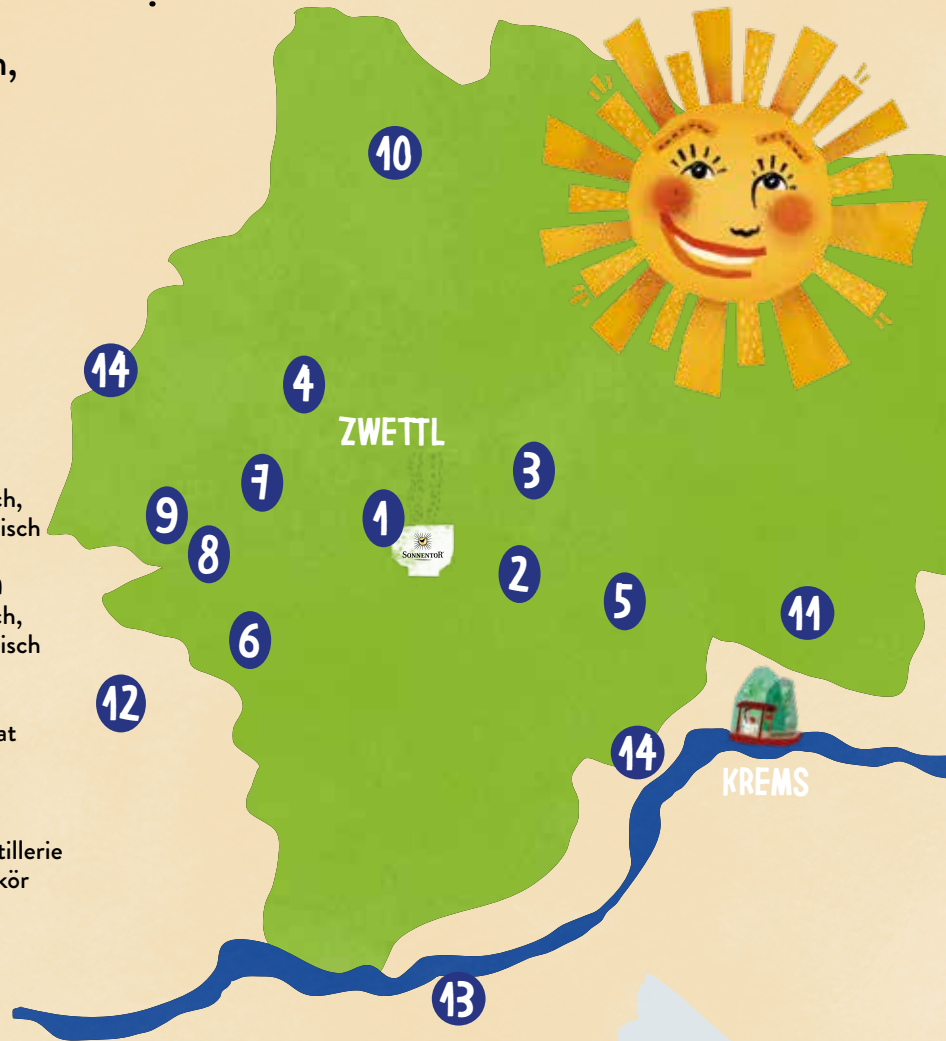 n,
10
14
4
ZWETTL
3
7
ch,
isch
9
1
8
SONNENTOR
2
5
11
ch,
isch
6
12
at
14
KREMS
tillerie
kör
13